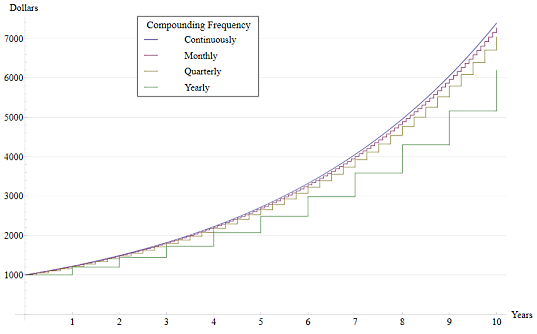 Dollars
Compounding Frequency
Continuously
Monthly
Quarterly
Yearly
7000
6000
5000
4000
3000
2000
1000
1 2 3 4 5 6 7 8 9 10
Years